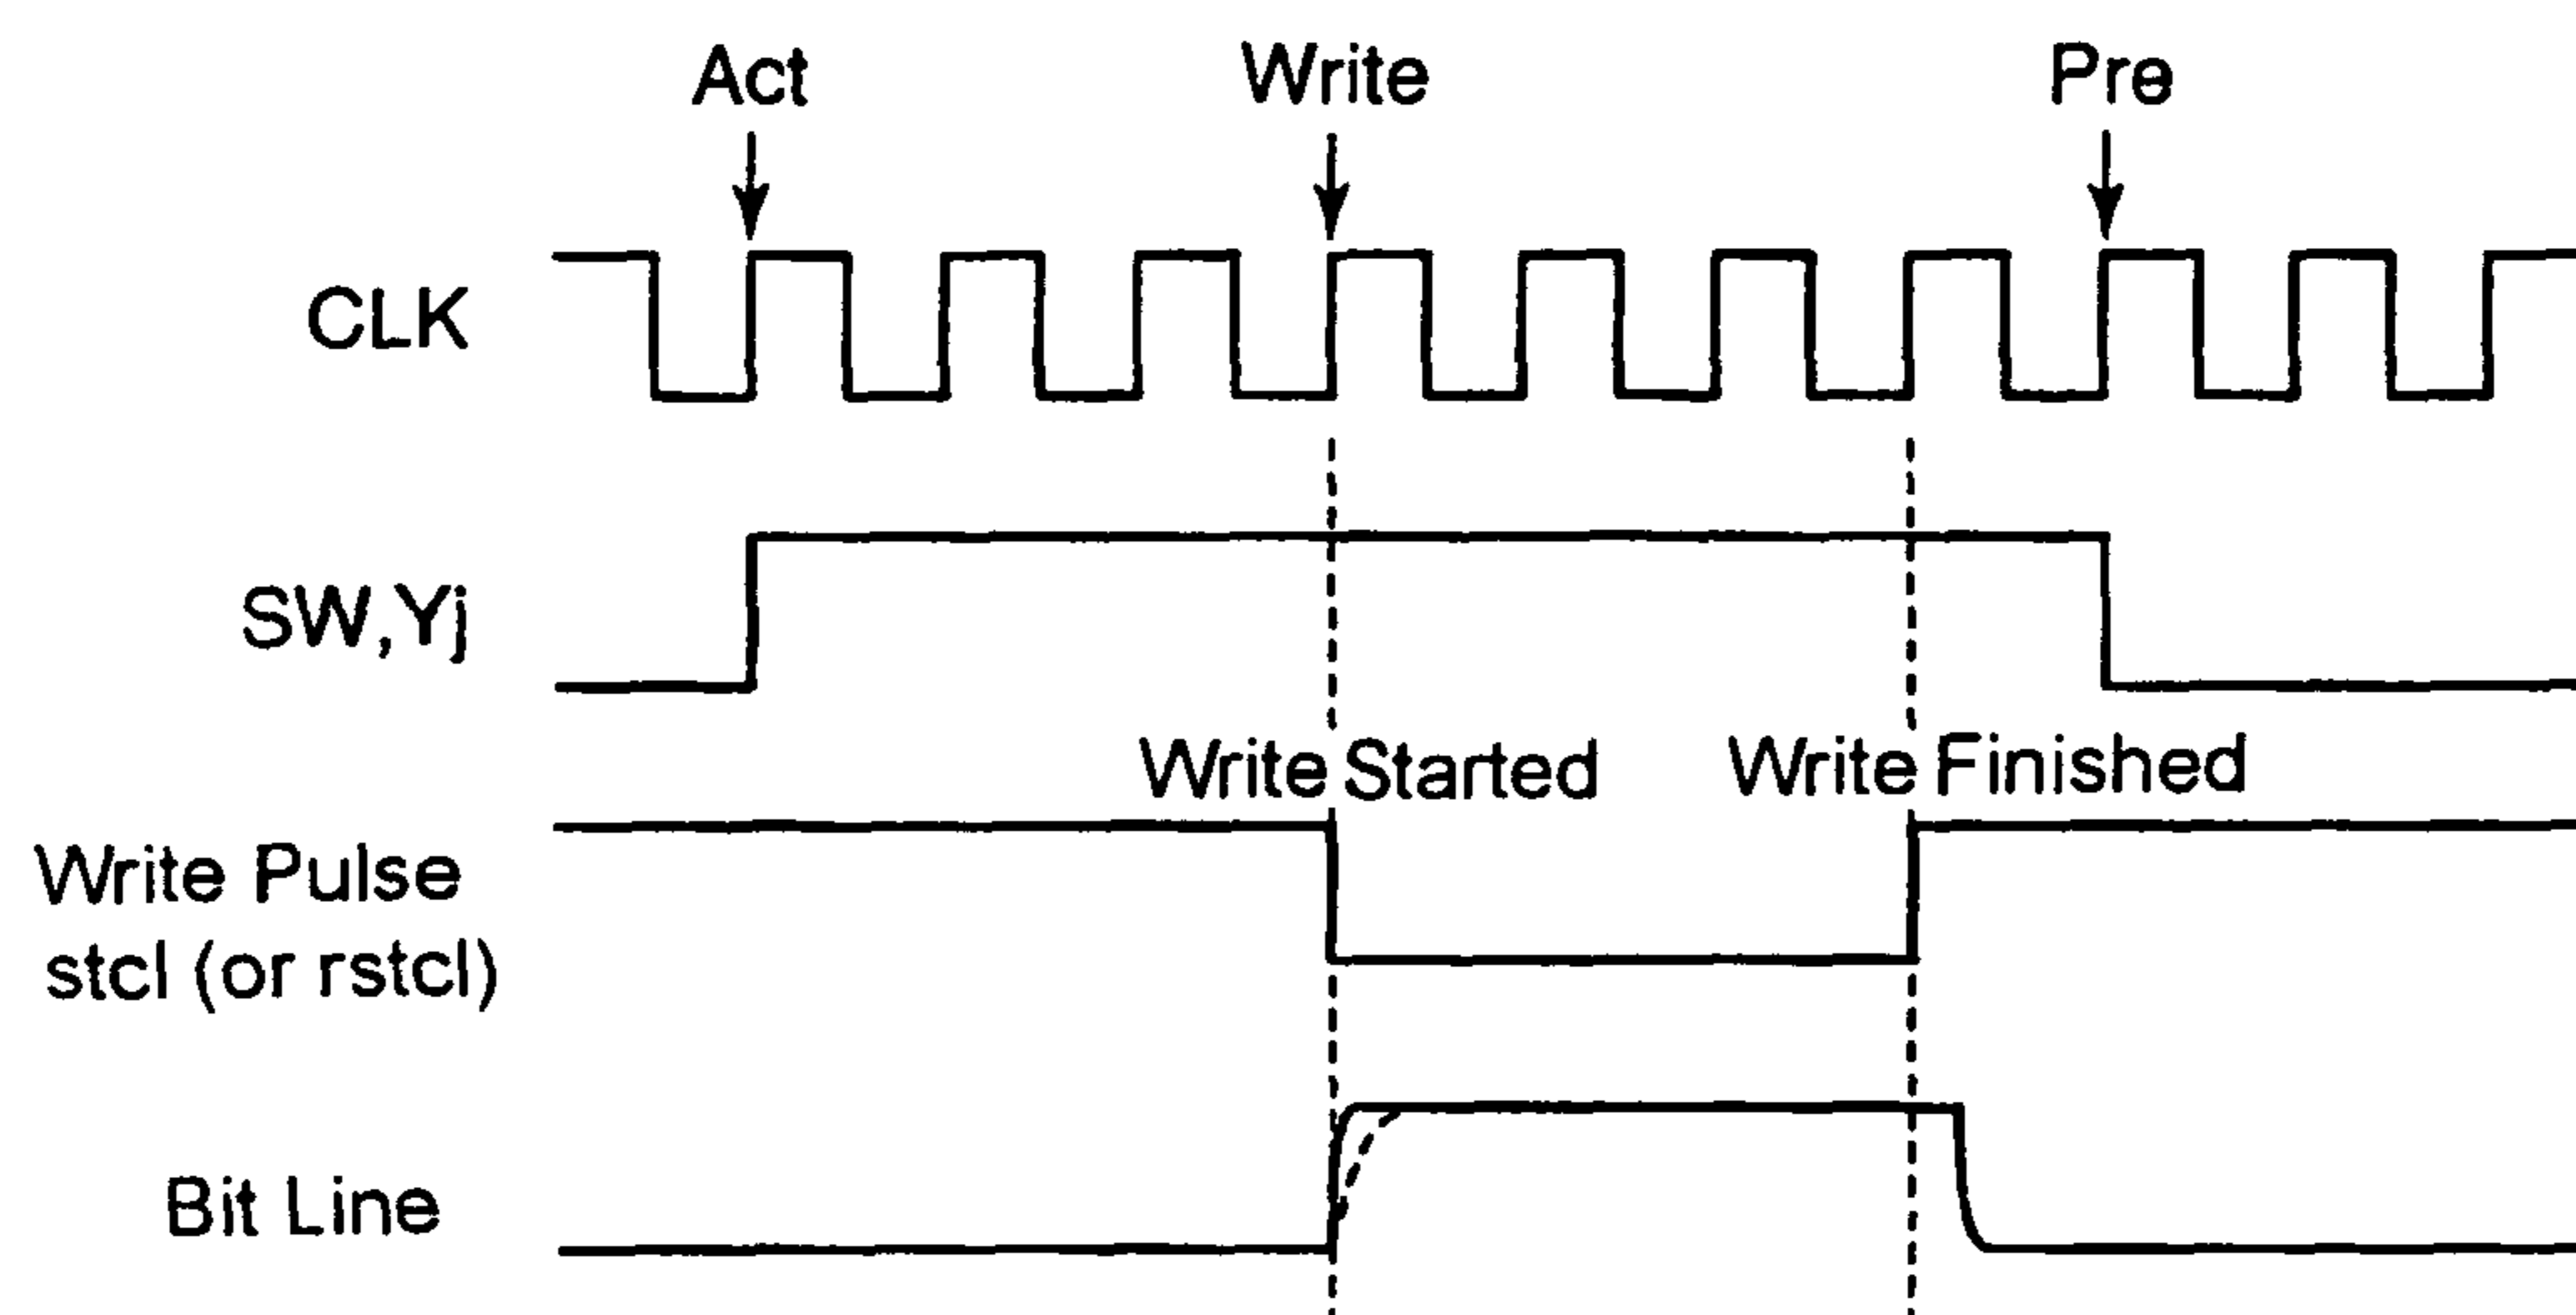 Act
Write
Pre
CLK
SW,Yj
Write Started
Write Finished
Write Pulse
stcl (or rstcl)
Bit Line